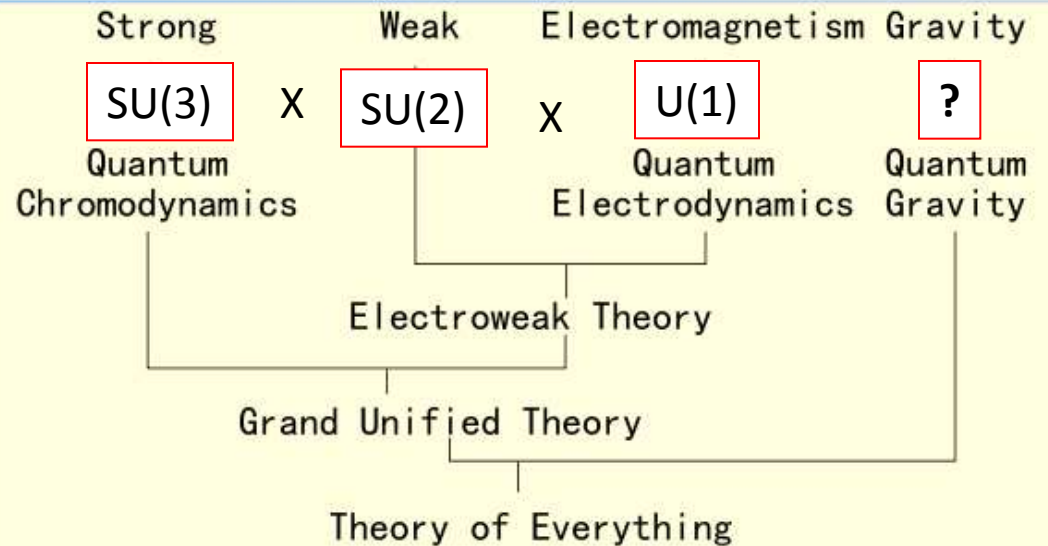 Strong Weak Electromagnetism Gravity
SU(3) X SU(2) X U(1) ?
Quantum Quantum Quantum
Chromodynamics Electrodynamics Gravity
Electroweak Theory
Grand Unified Theory
Theory of Everything